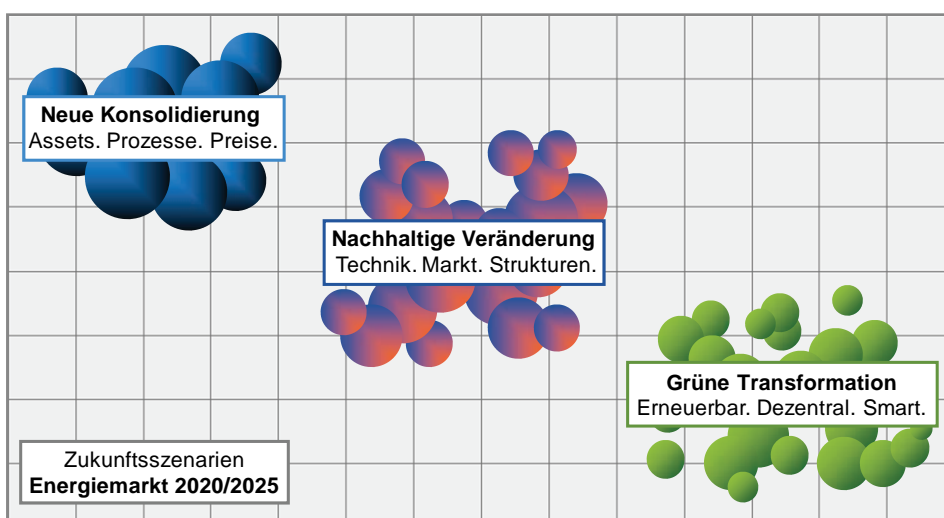 Neue Konsolidierung
Assets. Prozesse. Preise.
Nachhaltige Veränderung
Technik. Markt. Strukturen.
Grüne Transformation
Erneuerbar. Dezentral. Smart.
Zukunftsszenarien
Energiemarkt 2020/2025